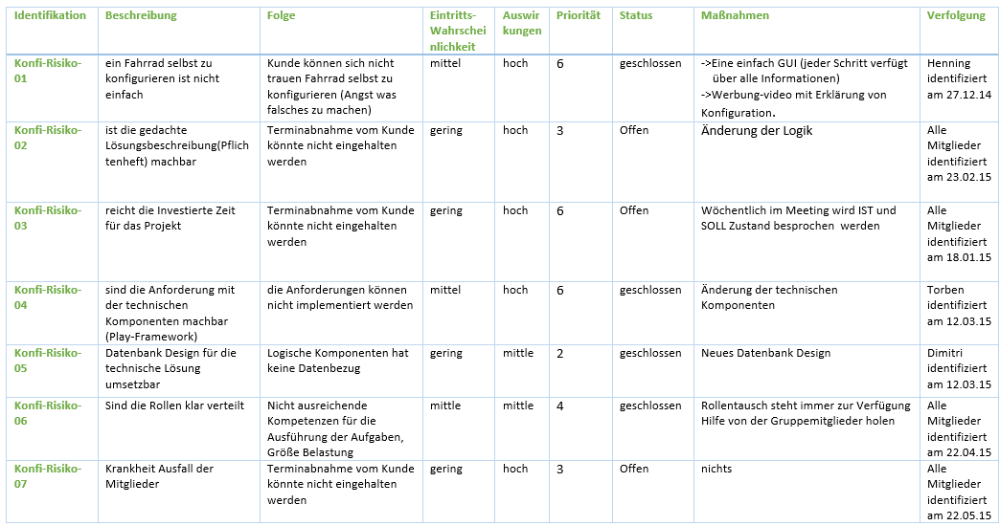 Identifikation
Beschreibung
Folge
Eintritts-
Wahrschei
nlichkeit
Auswir
kungen
Priorität
Status
Maßnahmen
Verfolgung
Konfi-Risiko-
01
ein Fahrrad selbst zu
konfigurieren ist nicht
einfach
Kunde können sich nicht
trauen Fahrrad selbst zu
konfigurieren (Angst was
falsches zu machen)
mittel
hoch
6
geschlossen
->Eine einfach GUI (jeder Schritt verfügt
über alle Informationen)
->Werbung-video mit Erklärung von
Konfiguration.
Henning
identifiziert
am 27.12.14
Konfi-Risiko-
02
ist die gedachte
Lösungsbeschreibung(Pflich
tenheft) machbar
Terminabnahme vom Kunde
könnte nicht eingehalten
werden
gering
hoch
3
Offen
Änderung der Logik
Alle
Mitglieder
identifiziert
am 23.02.15
Konfi-Risiko-
03
reicht die Investierte Zeit
für das Projekt
Terminabnahme vom Kunde
könnte nicht eingehalten
werden
gering
hoch
6
Offen
Wöchentlich im Meeting wird IST und
SOLL Zustand besprochen werden
Alle
Mitglieder
identifiziert
am 18.01.15
Konfi-Risiko-
04
sind die Anforderung mit
der technischen
Komponenten machbar
(Play-Framework)
die Anforderungen können
nicht implementiert werden
mittel
hoch
6
geschlossen
Änderung der technischen
Komponenten
Torben
identifiziert
am 12.03.15
Konfi-Risiko-
05
Datenbank Design für die
technische Lösung
umsetzbar
Logische Komponenten hat
keine Datenbezug
gering
mittle
2
geschlossen
Neues Datenbank Design
Dimitri
identifiziert
am 12.03.15
Konfi-Risiko-
06
Sind die Rollen klar verteilt
Nicht ausreichende
Kompetenzen für die
Ausführung der Aufgaben,
Größe Belastung
mittle
mittle
4
geschlossen
Rollentausch steht immer zur Verfügung
Hilfe von der Gruppemitglieder holen
Alle
Mitglieder
identifiziert
am 22.04.15
Konfi-Risiko-
07
Krankheit Ausfall der
Mitglieder
Terminabnahme vom Kunde
könnte nicht eingehalten
werden
gering
hoch
3
Offen
nichts
Alle
Mitglieder
identifiziert
am 22.05.15